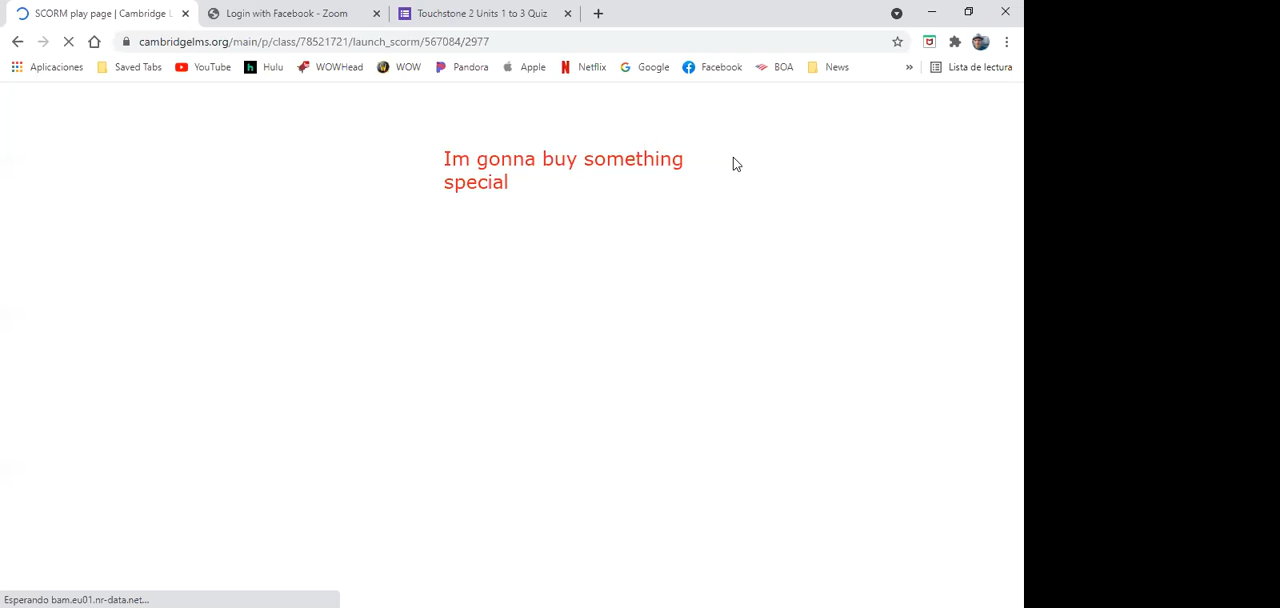 SCORM play page | Cambridge L
Login with Facebook - Zoom
Touchstone 2 Units 1 to 3 Quiz
cambridgelms.org/main/p/class/78521721/launch_scorm/567084/2977
Aplicaciones
Saved Tabs
YouTube
Hulu
WOWHead
WOW
Pandora
Apple
Netflix
Google
Facebook
BOA
News
»
Lista de lectura
Im gonna buy something
special
Esperando bam.eu01.nr-data.net...